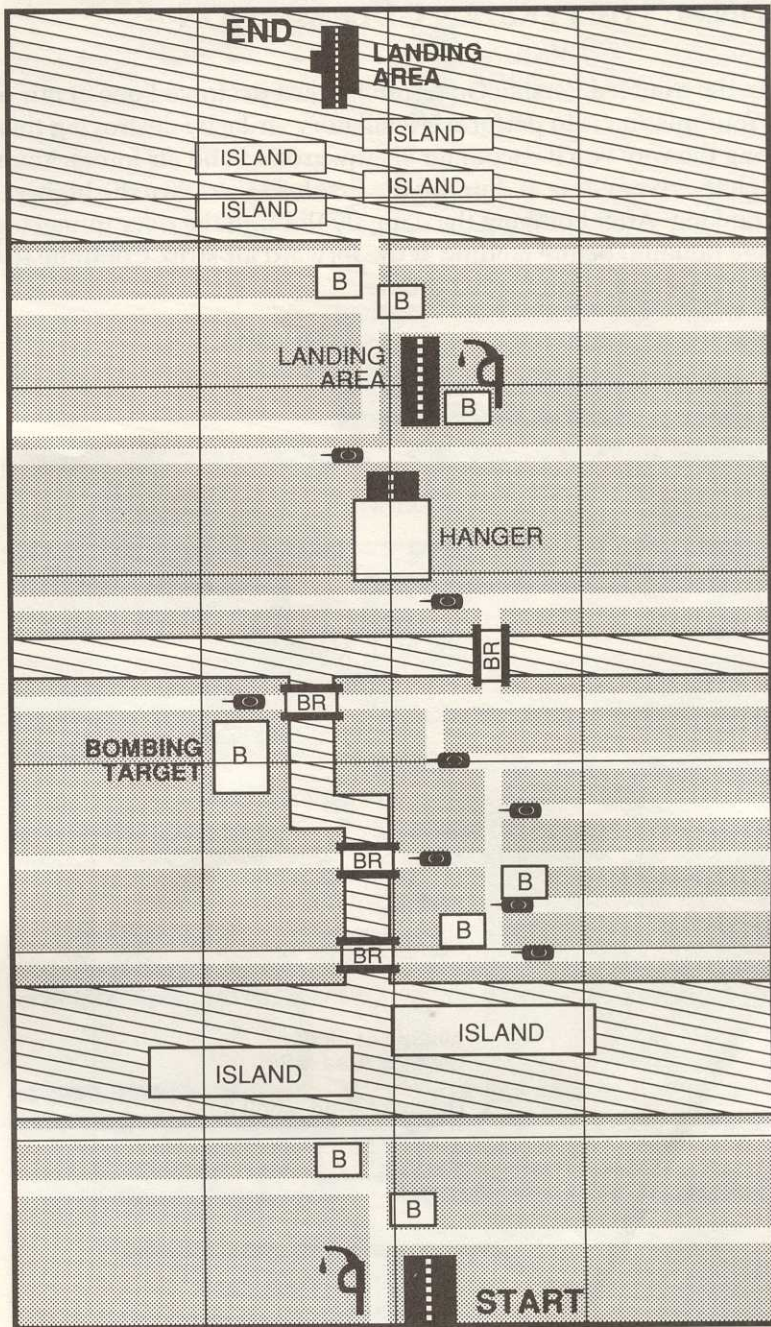 END
LANDING
AREA
ISLAND
ISLAND
ISLAND
ISLAND
B
B
LANDING
AREA
B
HANGER
BR
BR
BOMBING
TARGET
B
BR
B
B
BR
ISLAND
ISLAND
B
B
START